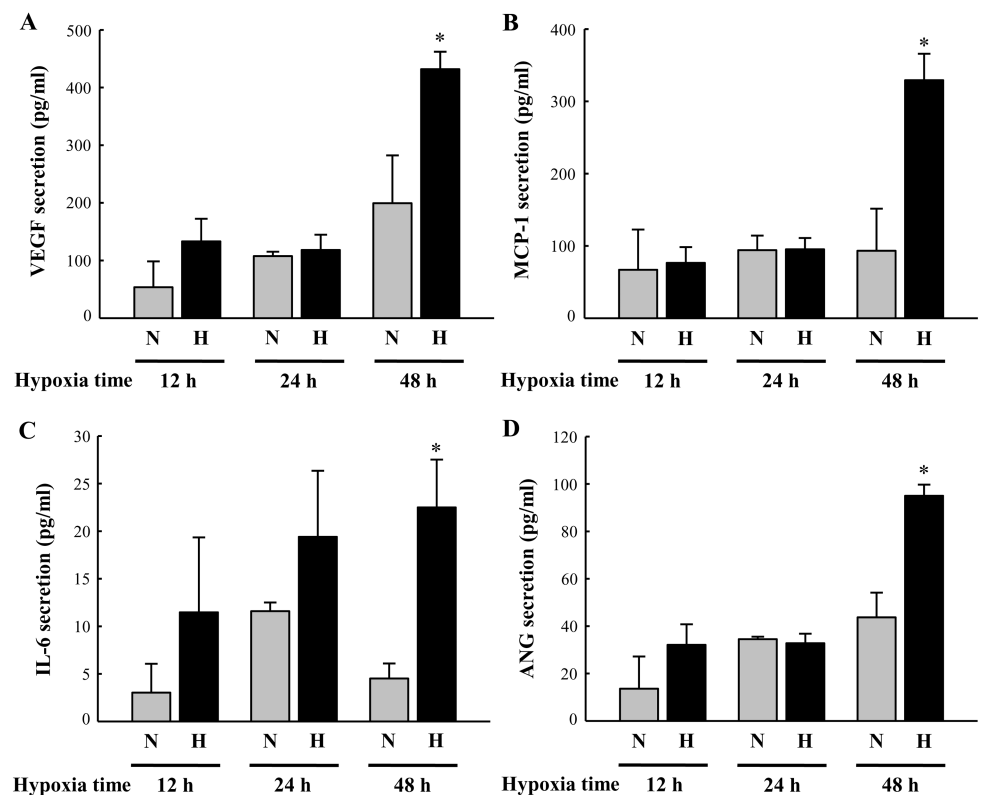 A
VEGF secretion (pg/ml)
500
400
300
200
100
0
*
N H N H N H
Hypoxia time 12 h 24 h 48 h
B
MCP-1 secretion (pg/ml)
400
300
200
100
0
*
N H N H N H
Hypoxia time 12 h 24 h 48 h
C
IL-6 secretion (pg/ml)
30
25
20
15
10
5
0
*
N H N H N H
Hypoxia time 12 h 24 h 48 h
D
ANG secretion (pg/ml)
120
100
80
60
40
20
0
*
N H N H N H
Hypoxia time 12 h 24 h 48 h